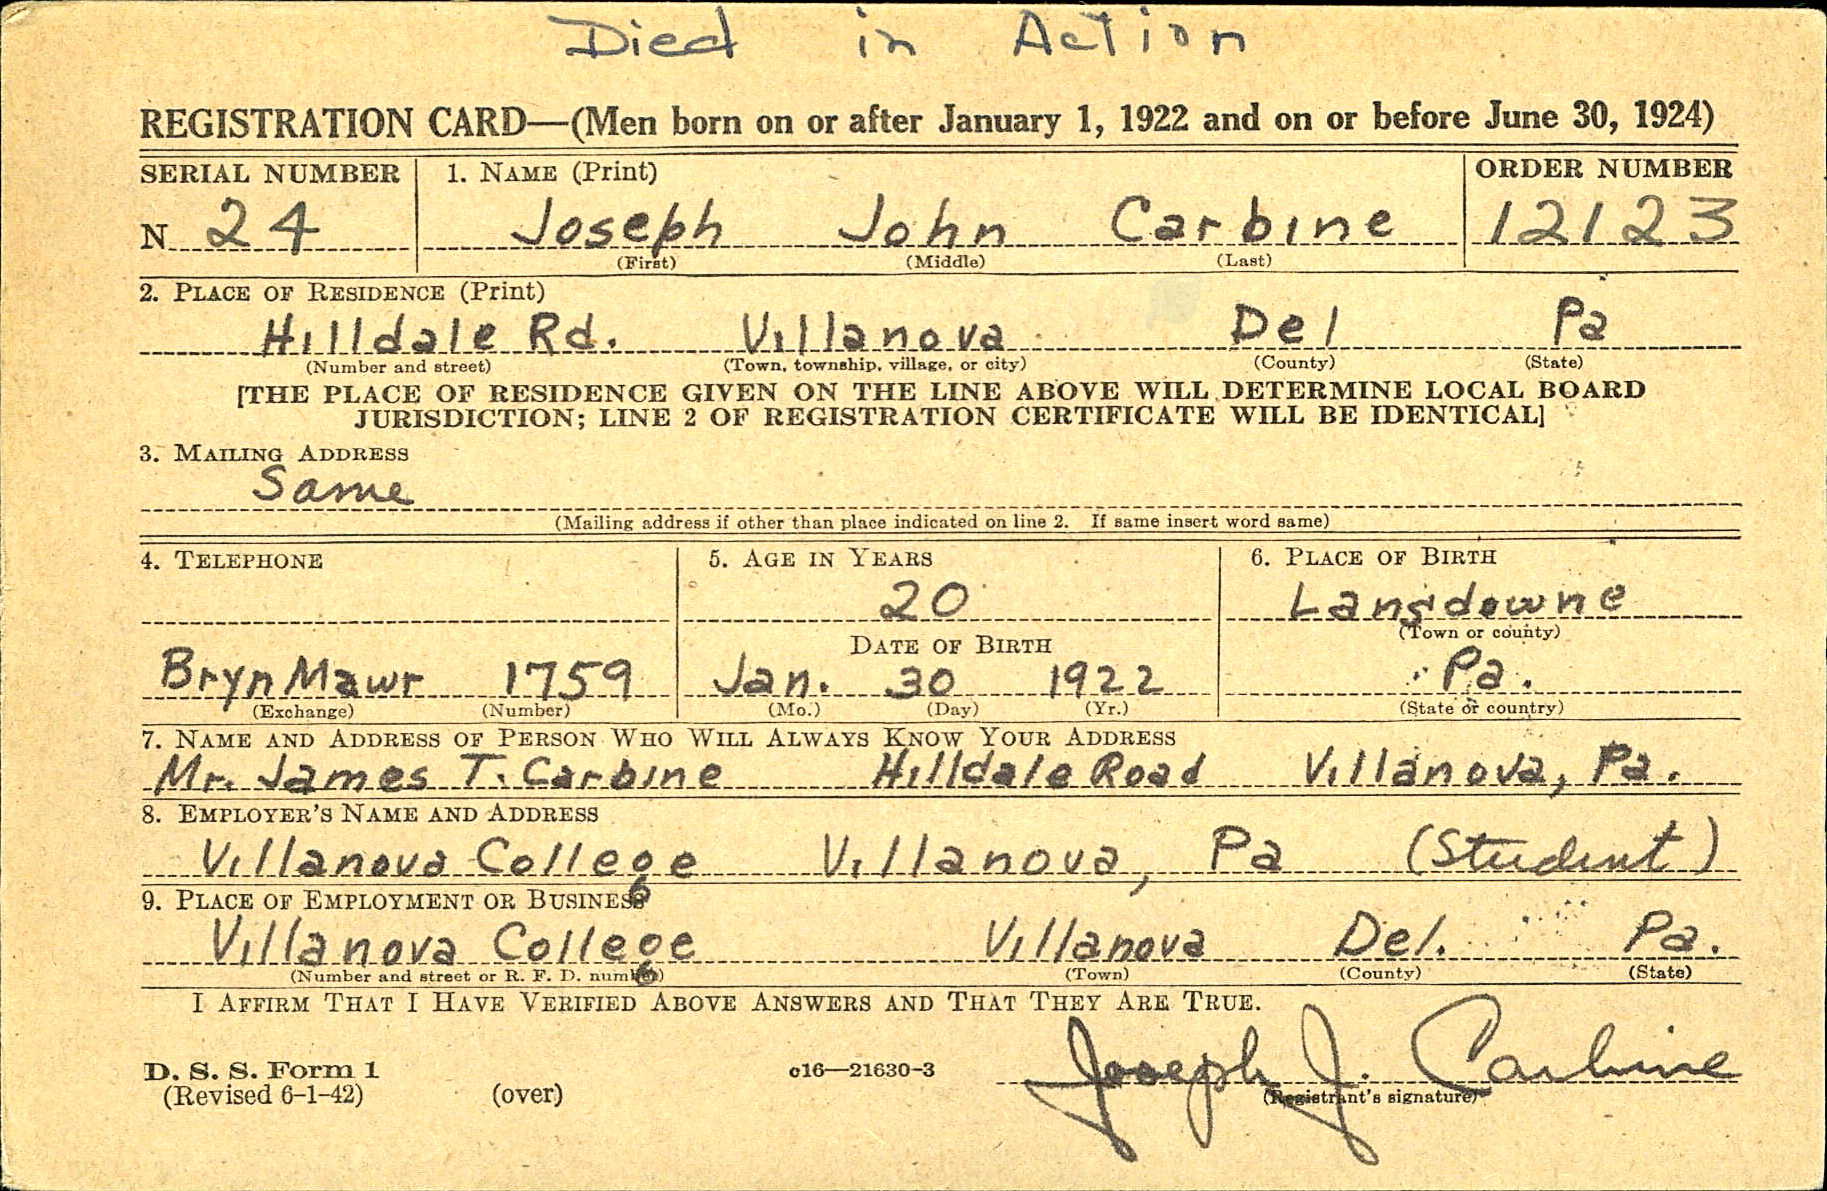 Died in Action
REGISTRATION CARD—(Men born on or after January 1, 1922 and on or before June 30, 1924)
SERIAL NUMBER 1. NAME (Print) ORDER NUMBER
N 24 Joseph John Carbine 12123
(First) (Middle) (Last)
2. PLACE OF RESIDENCE (Print)
Hilldale Rd. Villanova Del Pa
(Number and street) (Town, township, village, or city) (County) (State)
[THE PLACE OF RESIDENCE GIVEN ON THE LINE ABOVE WILL DETERMINE LOCAL BOARD
JURISDICTION; LINE 2 OF REGISTRATION CERTIFICATE WILL BE IDENTICAL]
3. MAILING ADDRESS
Same
(Mailing address if other than place indicated on line 2. If same insert word same)
4. TELEPHONE 5. AGE IN YEARS 6. PLACE OF BIRTH
20 Lansdowne
DATE OF BIRTH (Town or county)
Bryn Mawr 1759 Jan. 30 1922 Pa.
(Exchange) (Number) (Mo.) (Day) (Yr.) (State or country)
7. NAME AND ADDRESS OF PERSON WHO WILL ALWAYS KNOW YOUR ADDRESS
Mr. James T. Carbine Hilldale Road Villanova, Pa.
8. EMPLOYER'S NAME AND ADDRESS
Villanova College Villanova, Pa (Student)
9. PLACE OF EMPLOYMENT OR BUSINESS
Villanova College Villanova Del. Pa.
(Number and street or R. F. D. number) (Town) (County) (State)
I AFFIRM THAT I HAVE VERIFIED ABOVE ANSWERS AND THAT THEY ARE TRUE.
D. S. S. Form 1 c16—21630-3 Joseph J. Carbine
(Revised 6-1-42) (over) (Registrant's signature)